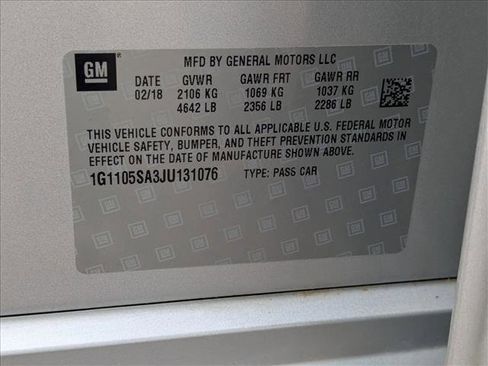 GM
MFD BY GENERAL MOTORS LLC
DATE GVWR GAWR FRT GAWR RR
02/18 2106 KG 1069 KG 1037 KG
4642 LB 2356 LB 2286 LB
THIS VEHICLE CONFORMS TO ALL APPLICABLE U.S. FEDERAL MOTOR
VEHICLE SAFETY, BUMPER, AND THEFT PREVENTION STANDARDS IN
EFFECT ON THE DATE OF MANUFACTURE SHOWN ABOVE.
1G1105SA3JU131076 TYPE: PASS CAR